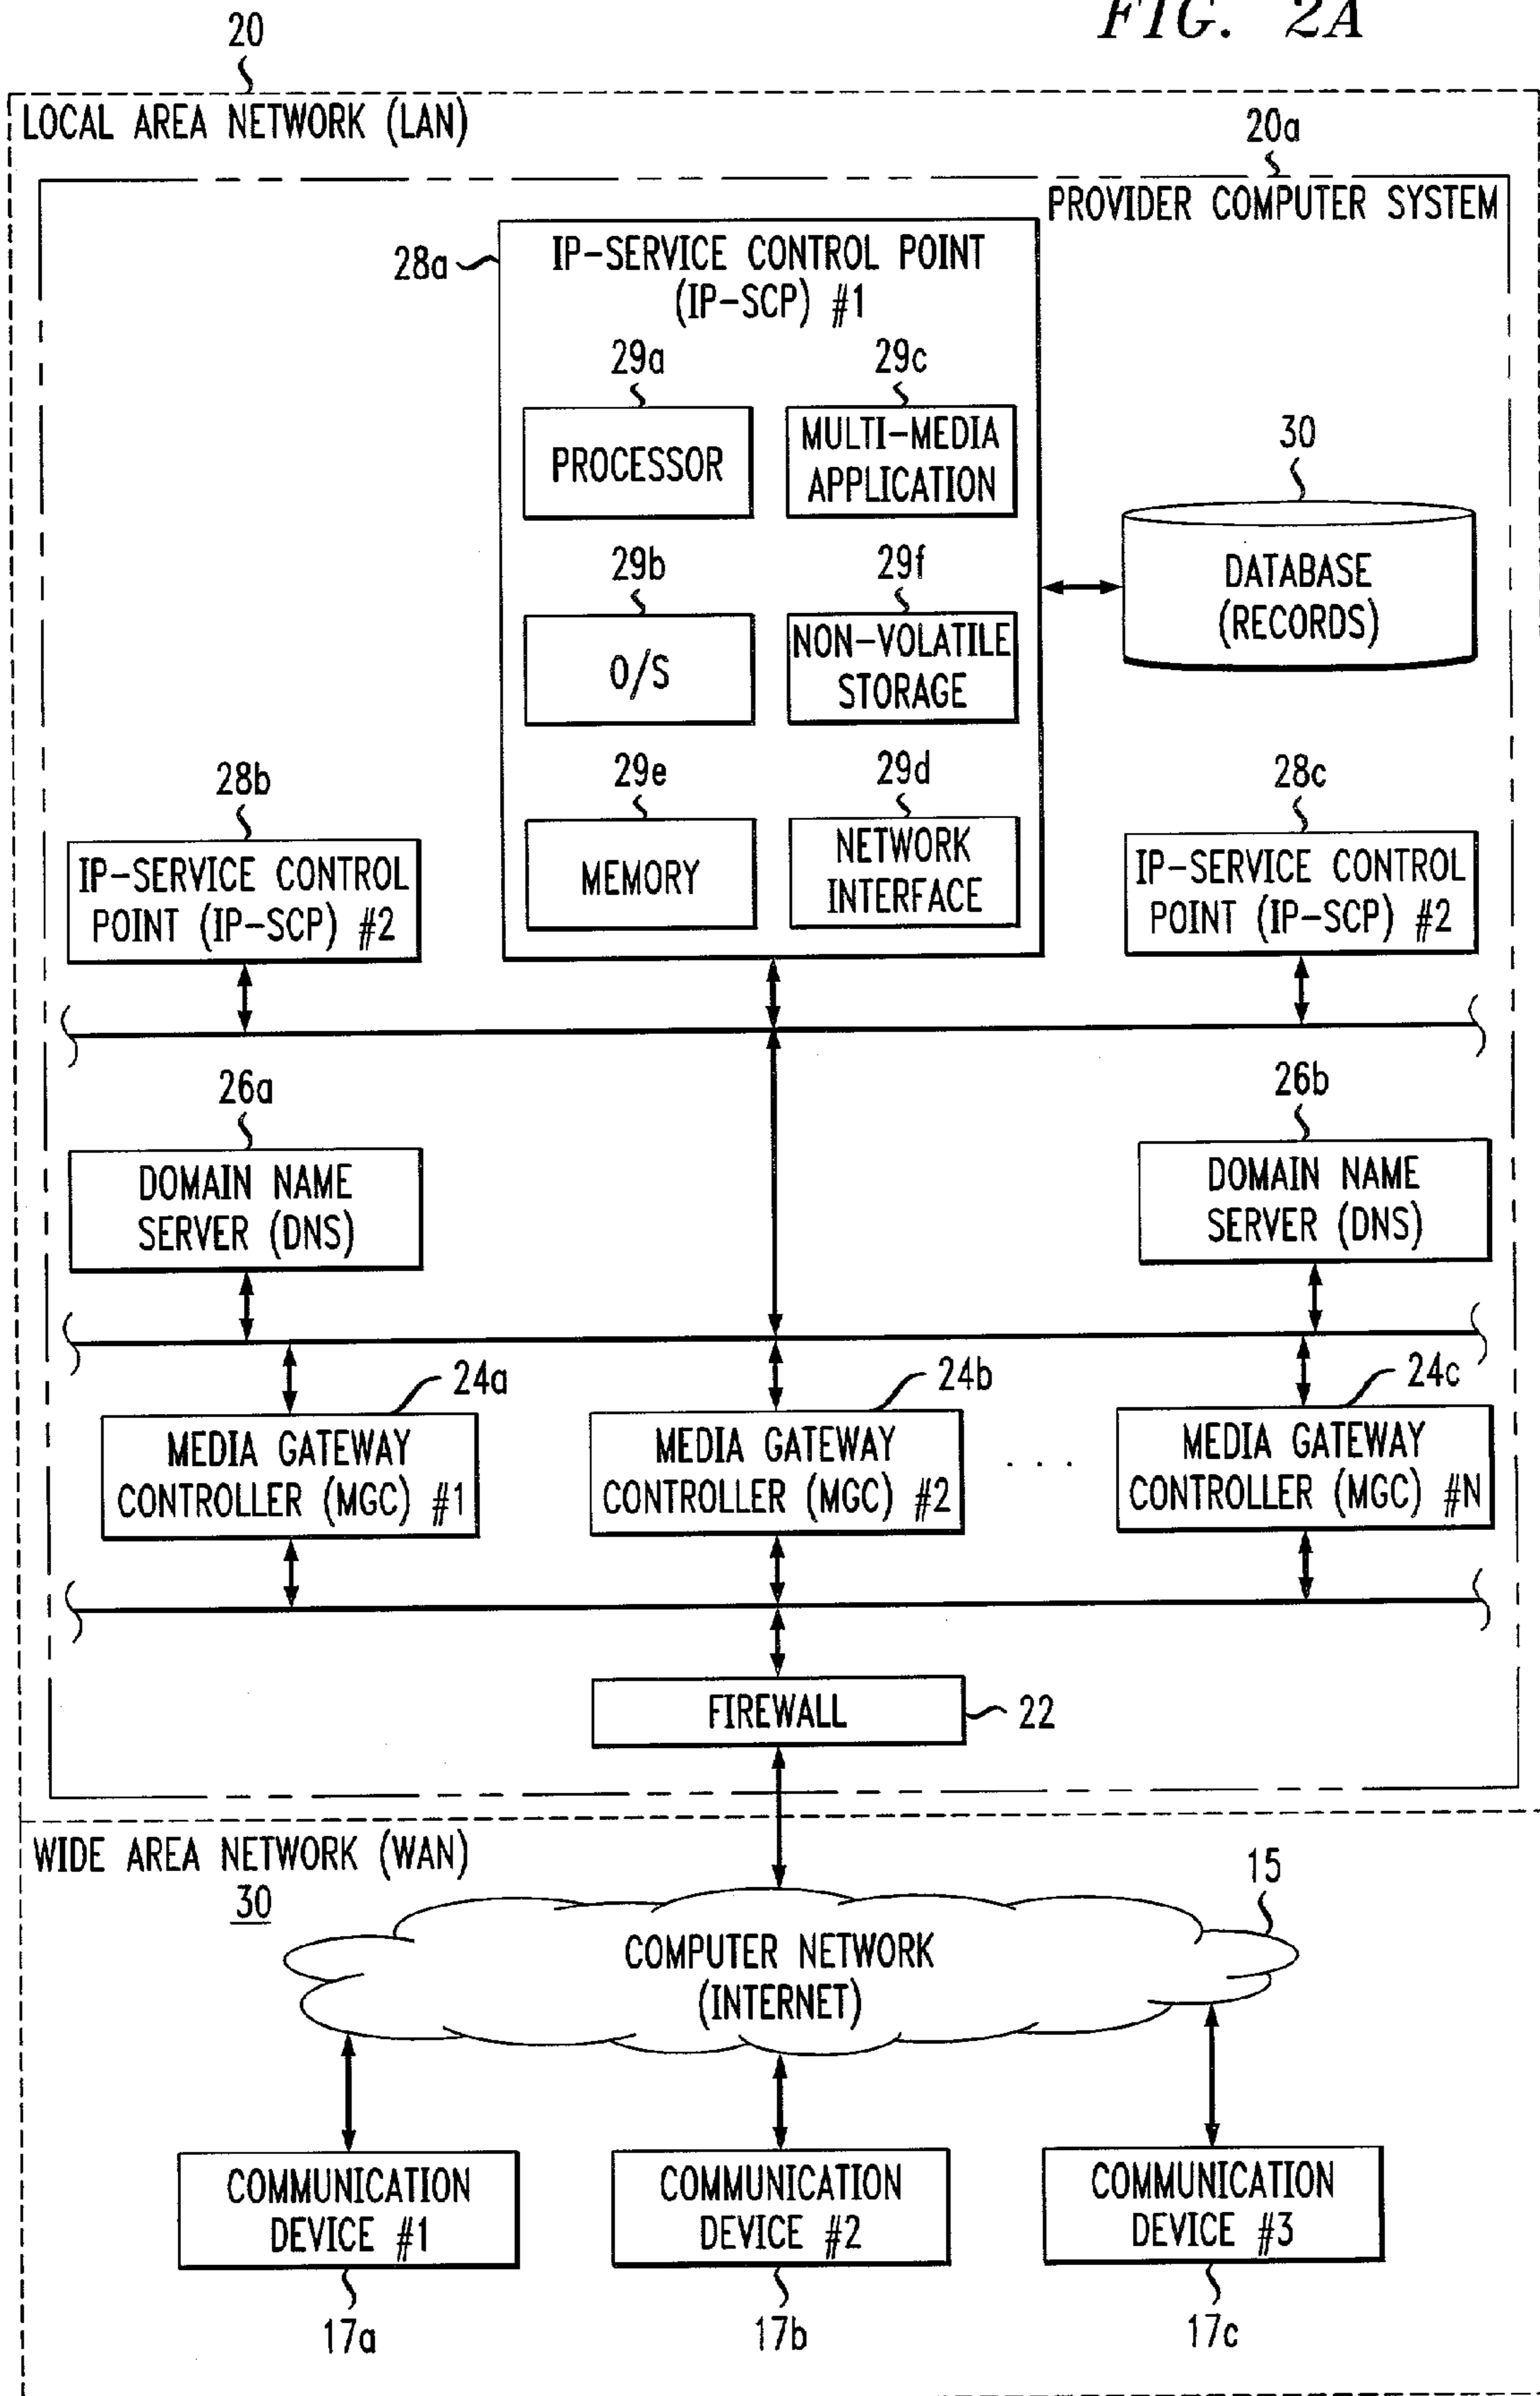 FIG. 2A
20
LOCAL AREA NETWORK (LAN)
20a
PROVIDER COMPUTER SYSTEM
28a
IP-SERVICE CONTROL POINT
(IP-SCP) #1
29a
29c
PROCESSOR
MULTI-MEDIA
APPLICATION
30
DATABASE
(RECORDS)
29b
29f
O/S
NON-VOLATILE
STORAGE
29e
29d
MEMORY
NETWORK
INTERFACE
28b
IP-SERVICE CONTROL
POINT (IP-SCP) #2
28c
IP-SERVICE CONTROL
POINT (IP-SCP) #2
26a
DOMAIN NAME
SERVER (DNS)
26b
DOMAIN NAME
SERVER (DNS)
24a
MEDIA GATEWAY
CONTROLLER (MGC) #1
24b
MEDIA GATEWAY
CONTROLLER (MGC) #2
. . .
24c
MEDIA GATEWAY
CONTROLLER (MGC) #N
FIREWALL
22
WIDE AREA NETWORK (WAN)
30
15
COMPUTER NETWORK
(INTERNET)
COMMUNICATION
DEVICE #1
COMMUNICATION
DEVICE #2
COMMUNICATION
DEVICE #3
17a
17b
17c